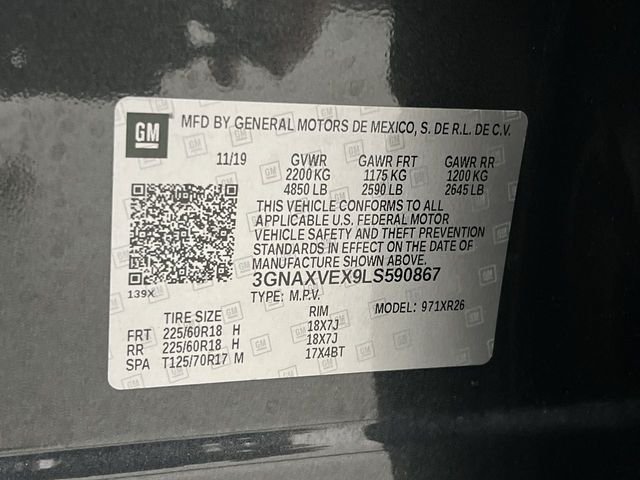 GM MFD BY GENERAL MOTORS DE MEXICO, S. DE R.L. DE C.V.
11/19 GVWR GAWR FRT GAWR RR
2200 KG 1175 KG 1200 KG
4850 LB 2590 LB 2645 LB
THIS VEHICLE CONFORMS TO ALL
APPLICABLE U.S. FEDERAL MOTOR
VEHICLE SAFETY AND THEFT PREVENTION
STANDARDS IN EFFECT ON THE DATE OF
MANUFACTURE SHOWN ABOVE.
139X 3GNAXVEX9LS590867
TYPE: M.P.V. MODEL: 971XR26
TIRE SIZE RIM
FRT 225/60R18 H 18X7J
RR 225/60R18 H 18X7J
SPA T125/70R17 M 17X4BT